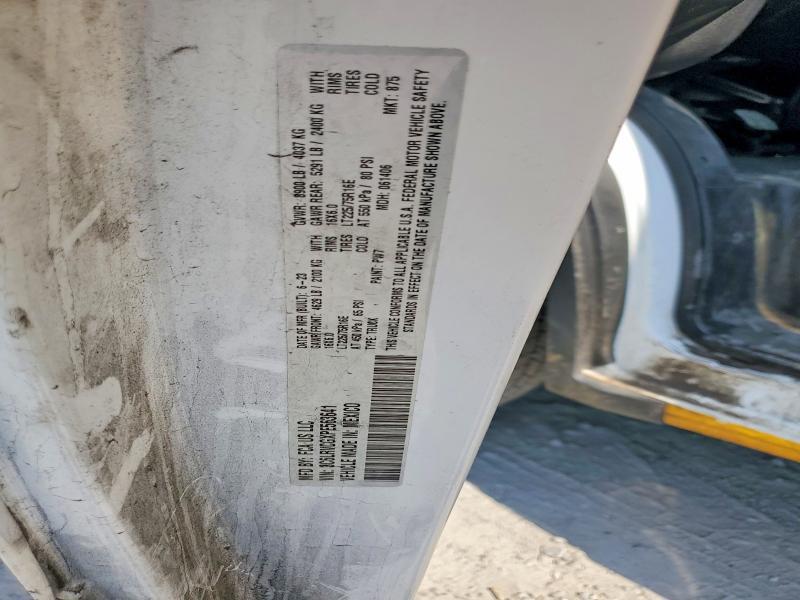 MFD BY: FCA US LLC
DATE OF MFR (BUILT): 6-23
GVWR: 8900 LB / 4037 KG
GAWR FRONT: 4629 LB / 2100 KG WITH
GAWR REAR: 5291 LB / 2400 KG WITH
16X6.0 RIMS
16X6.0 RIMS
LT225/75R16E TIRES
LT225/75R16E TIRES
AT 450 kPa / 65 PSI COLD
AT 550 kPa / 80 PSI COLD
TYPE: TRUCK
PAINT: PW7
MDH: 061406
MKT: 875
THIS VEHICLE CONFORMS TO ALL APPLICABLE U.S.A. FEDERAL MOTOR VEHICLE SAFETY
STANDARDS IN EFFECT ON THE DATE OF MANUFACTURE SHOWN ABOVE.
VEHICLE MADE IN: MEXICO